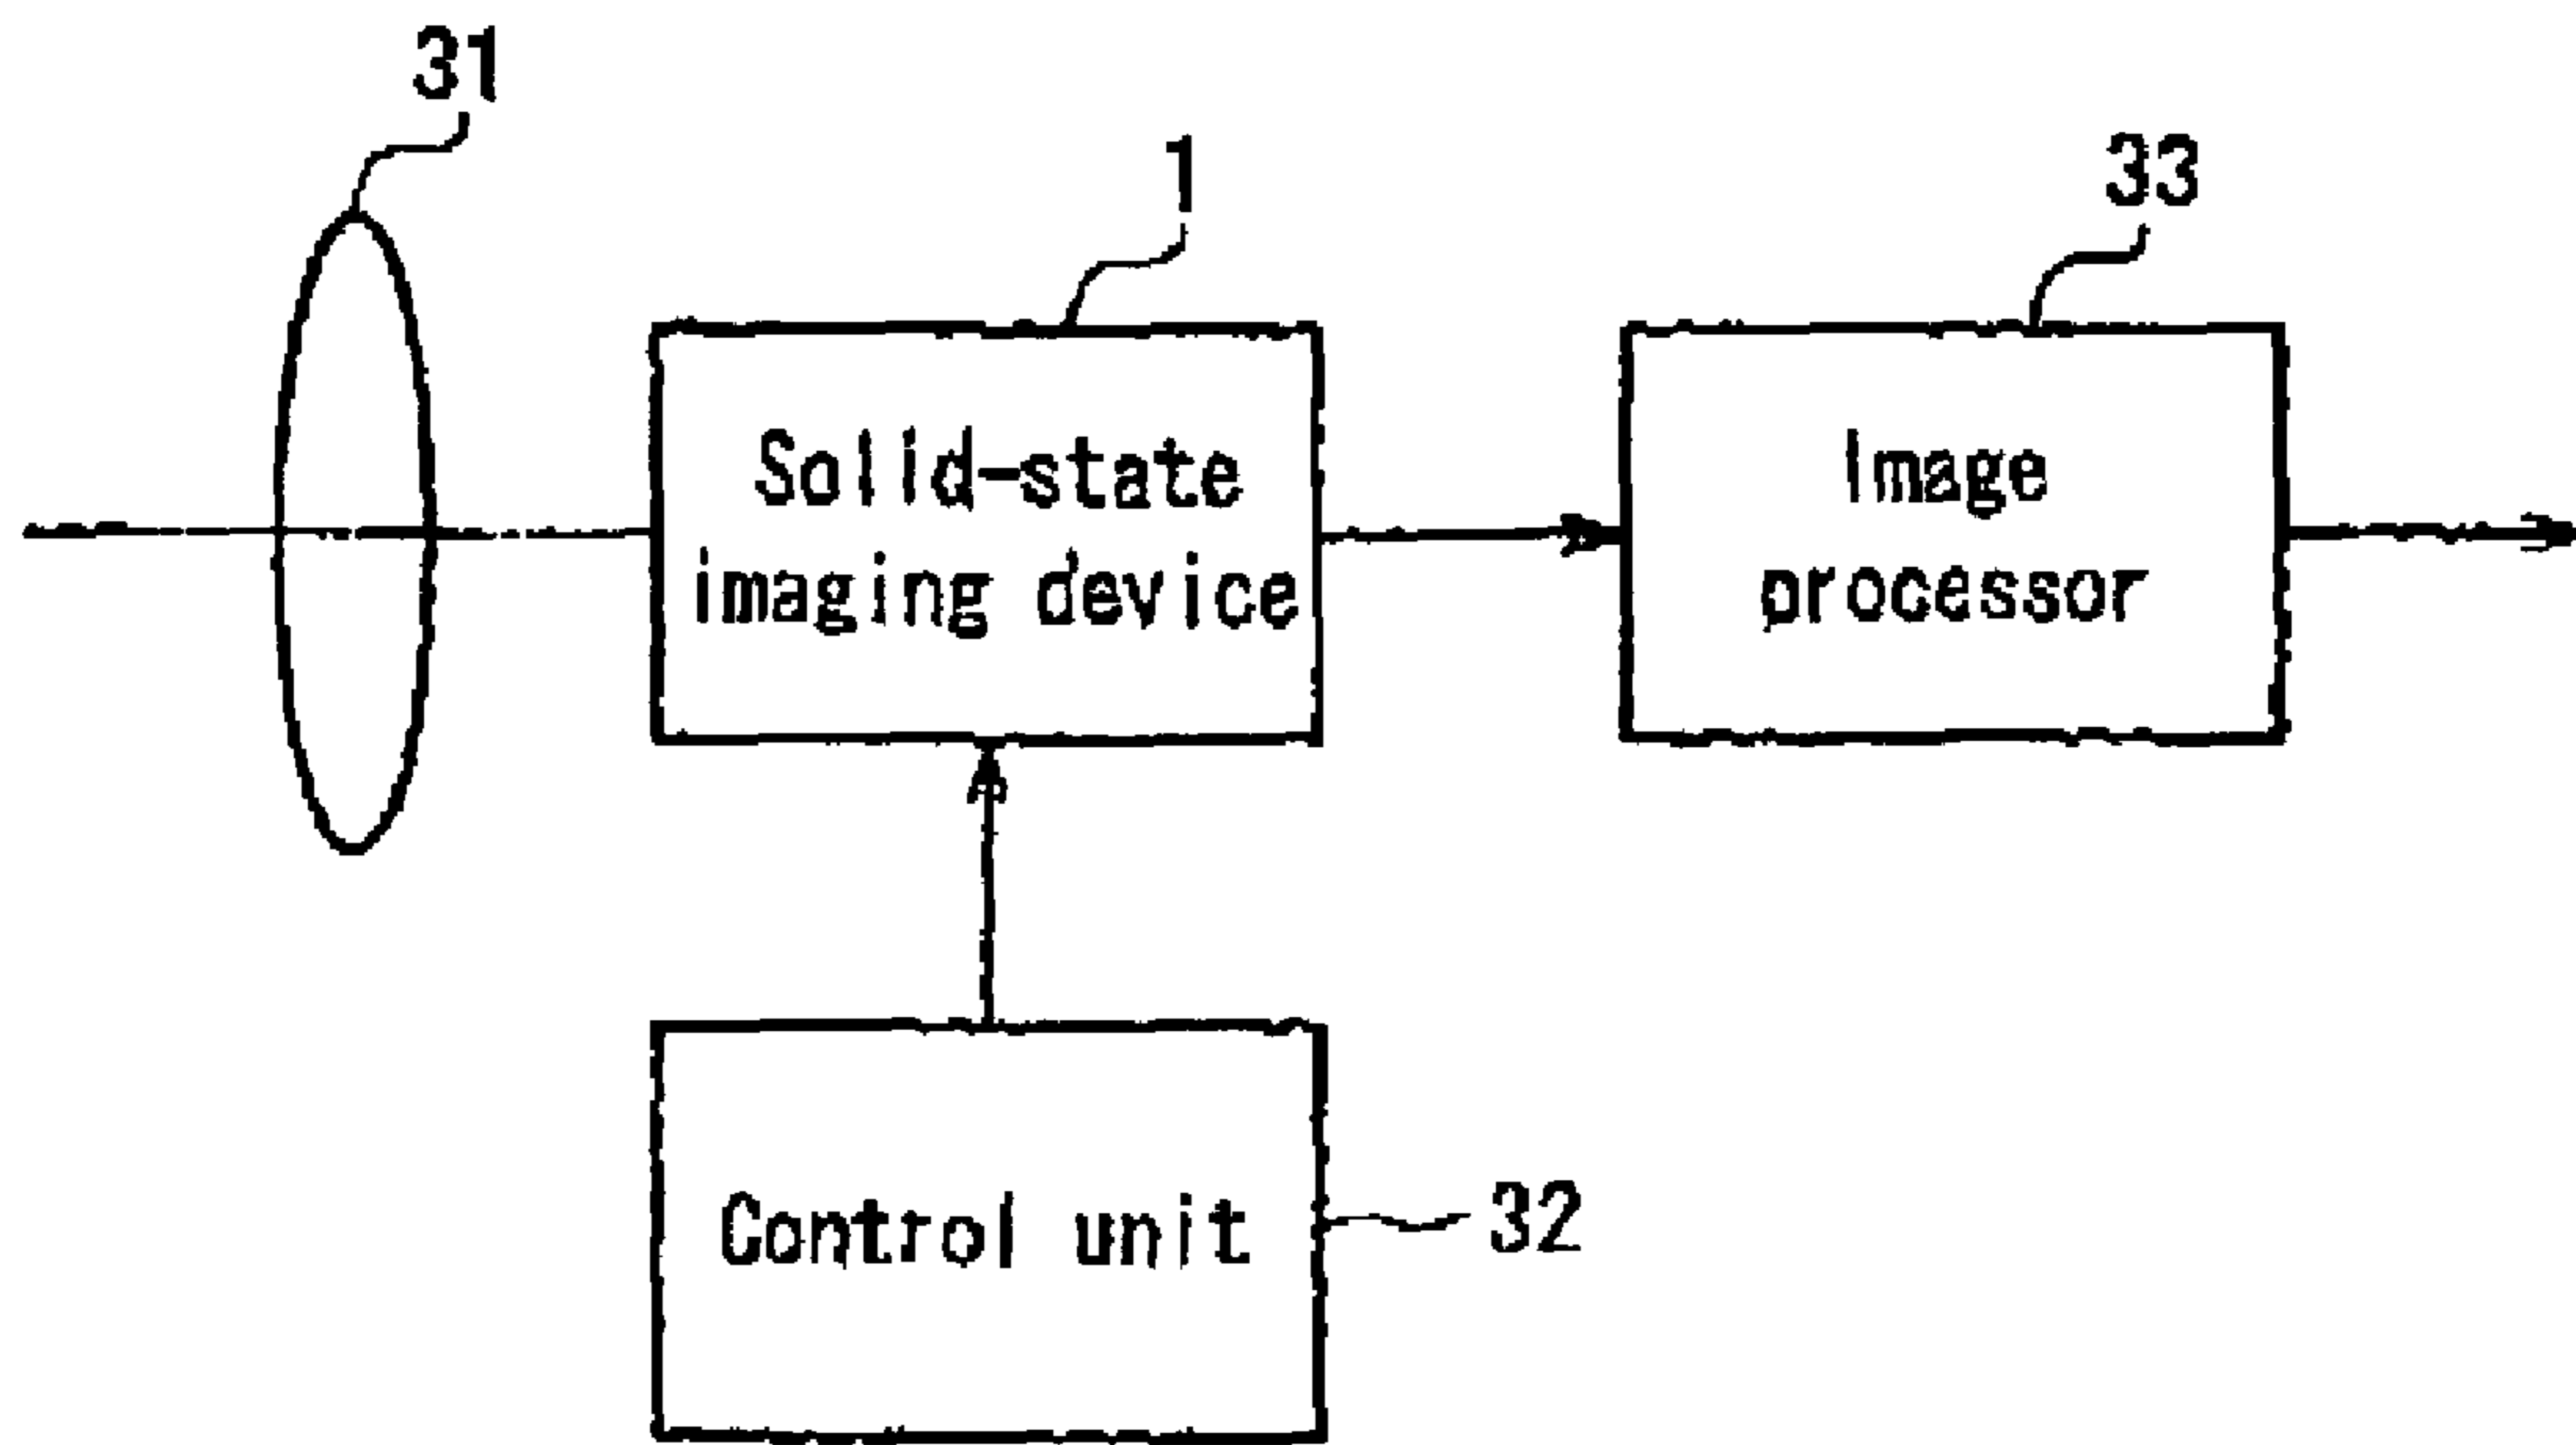 31
1
33
Solid-state
imaging device
Image
processor
Control unit
32